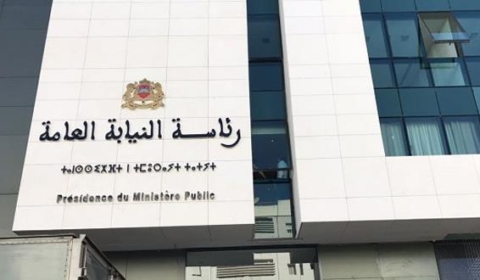 رئاسة النيابة العامة
Présidence du Ministère Public